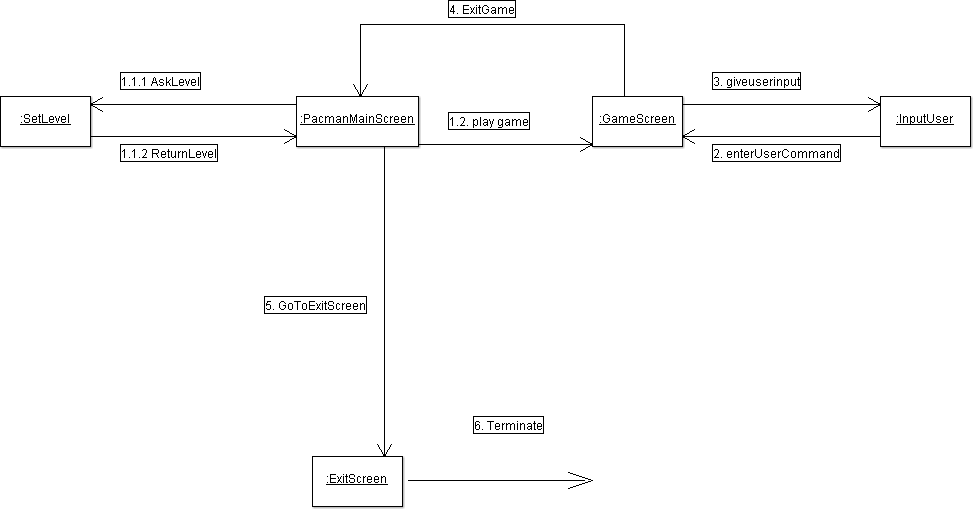 4. ExitGame
1.1.1 AskLevel
3. giveuserinput
:SetLevel
:PacmanMainScreen
1.2. play game
:GameScreen
:InputUser
1.1.2 ReturnLevel
2. enterUserCommand
5. GoToExitScreen
6. Terminate
:ExitScreen